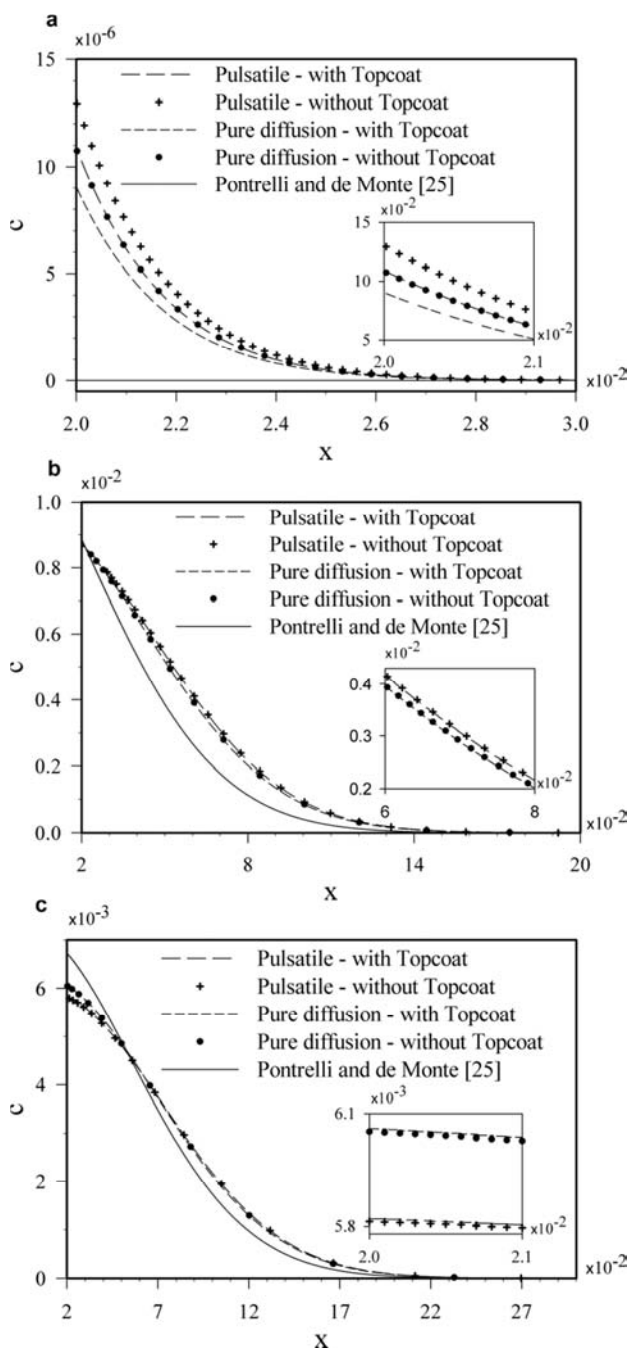 a
x10⁻⁶
15
Pulsatile - with Topcoat
Pulsatile - without Topcoat
Pure diffusion - with Topcoat
Pure diffusion - without Topcoat
Pontrelli and de Monte [25]
10
c
5
0
x10⁻²
15
10
5
x10⁻²
2.0 2.1
x10⁻²
2.0 2.2 2.4 2.6 2.8 3.0
x
b
x10⁻²
1.0
Pulsatile - with Topcoat
Pulsatile - without Topcoat
Pure diffusion - with Topcoat
Pure diffusion - without Topcoat
Pontrelli and de Monte [25]
0.8
0.6
c
0.4
0.2
0.0
x10⁻²
0.4
0.3
0.2
x10⁻²
6 8
x10⁻²
2 8 14 20
x
c
x10⁻³
Pulsatile - with Topcoat
Pulsatile - without Topcoat
Pure diffusion - with Topcoat
Pure diffusion - without Topcoat
Pontrelli and de Monte [25]
6
4
c
2
0
x10⁻³
6.1
5.8
x10⁻²
2.0 2.1
x10⁻²
2 7 12 17 22 27
x